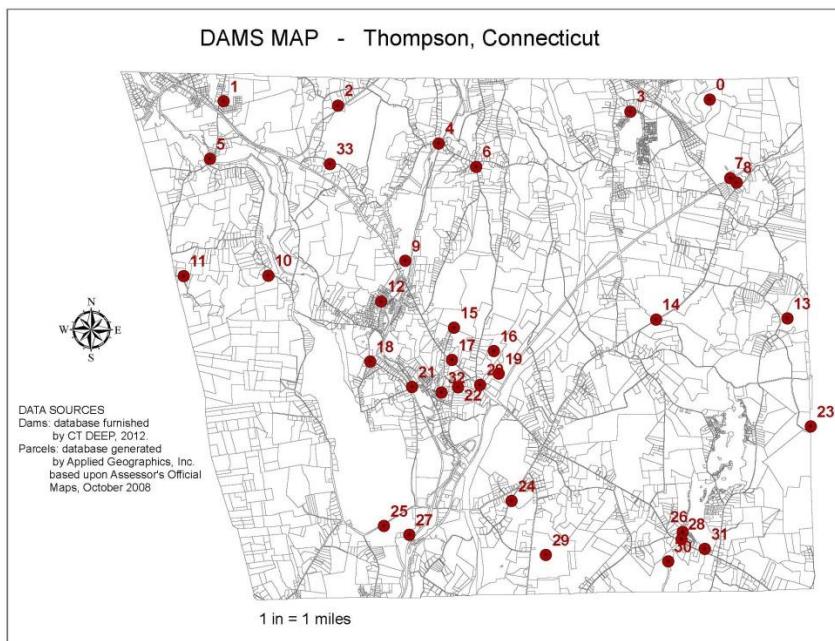 DAMS MAP - Thompson, Connecticut
0
1
2
3
4
5
6
33
7
8
9
11
10
12
13
14
15
16
17
18
19
20
21
32
22
23
24
25
27
26
28
29
30
31
N
W E
S
DATA SOURCES
Dams: database furnished
by CT DEEP, 2012.
Parcels: database generated
by Applied Geographics, Inc.
based upon Assessor's Official
Maps, October 2008
1 in = 1 miles